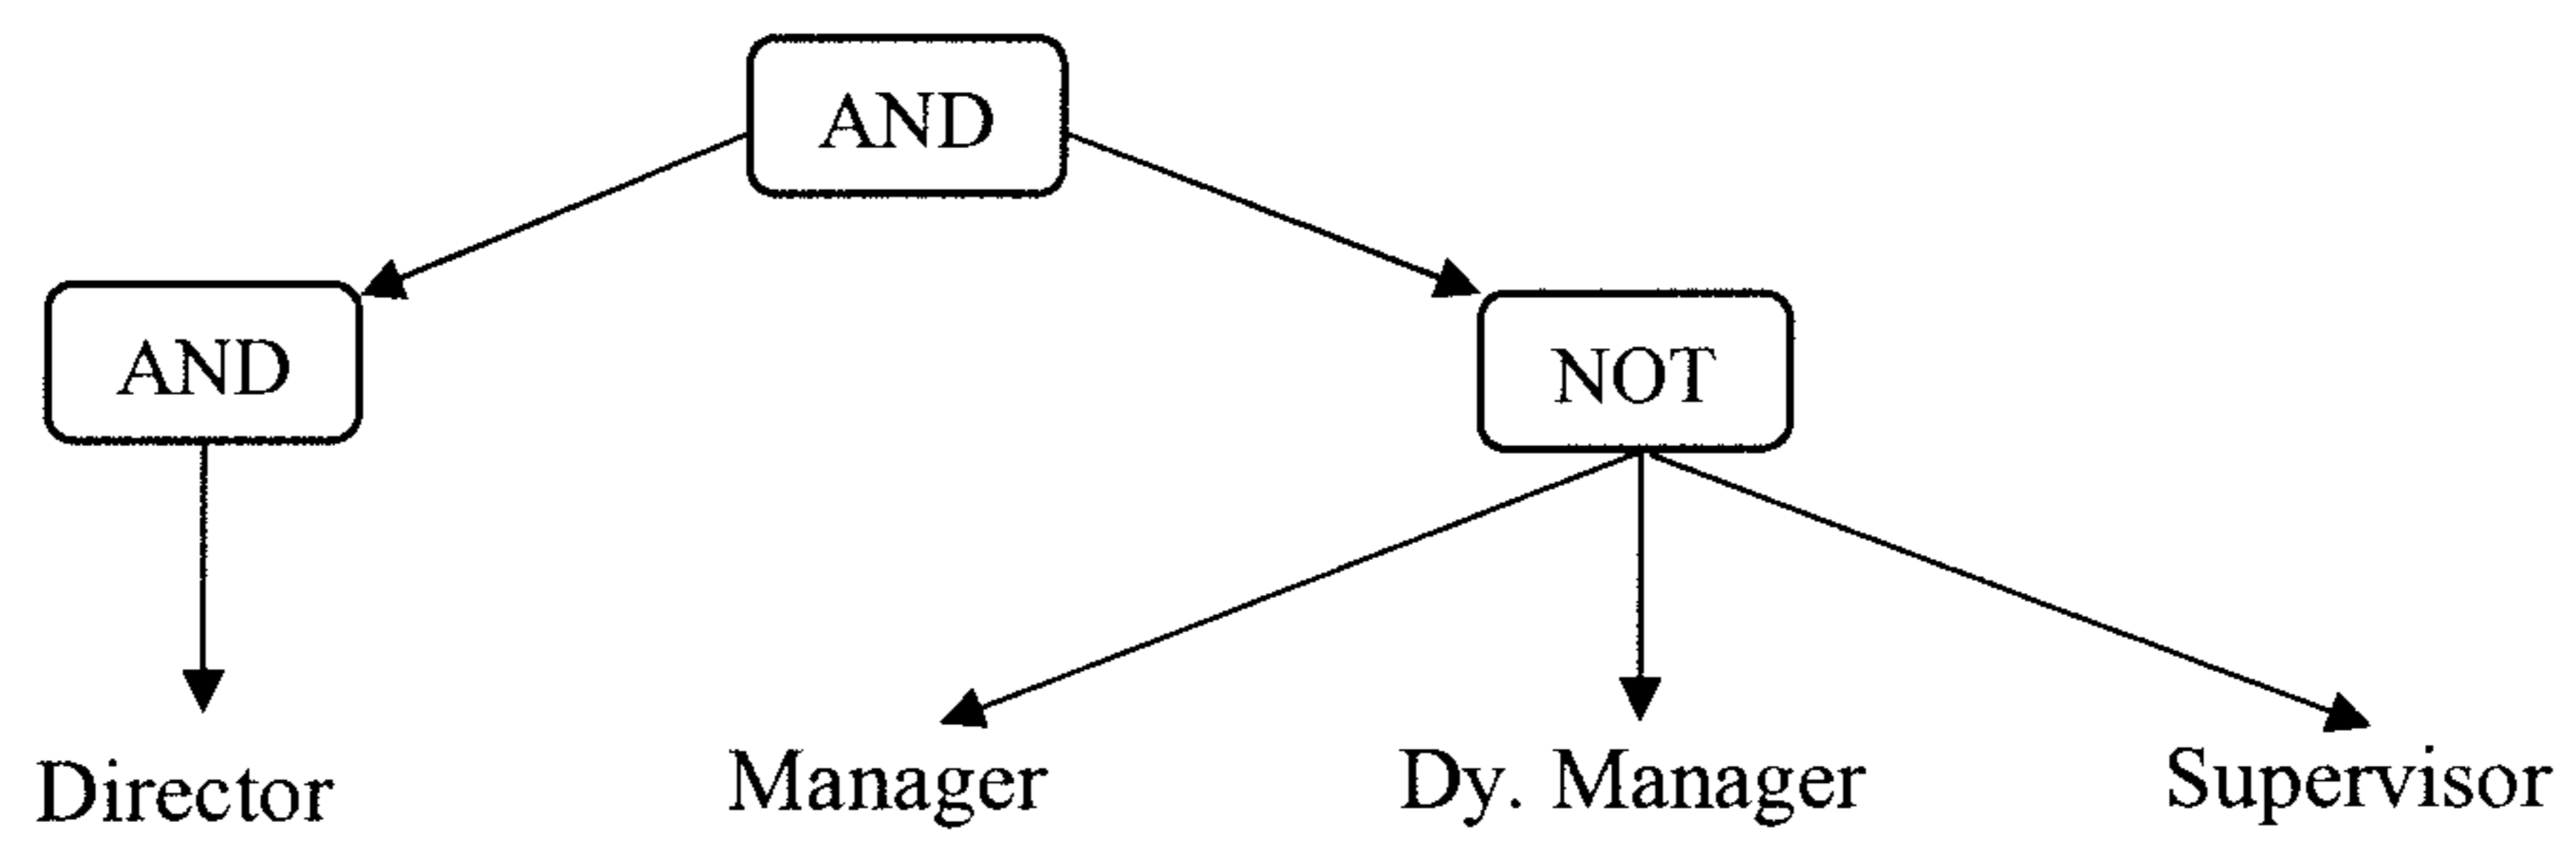 AND
AND
NOT
Director
Manager
Dy. Manager
Supervisor